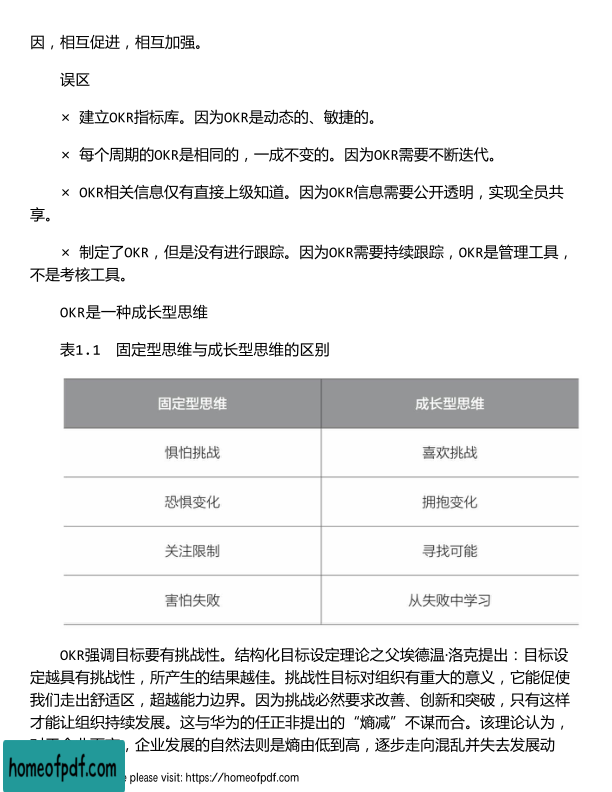 因，相互促进，相互加强。
误区
× 建立OKR指标库。因为OKR是动态的、敏捷的。
× 每个周期的OKR是相同的，一成不变的。因为OKR需要不断迭代。
× OKR相关信息仅有直接上级知道。因为OKR信息需要公开透明，实现全员共
享。
× 制定了OKR，但是没有进行跟踪。因为OKR需要持续跟踪，OKR是管理工具，
不是考核工具。
OKR是一种成长型思维
表1.1 固定型思维与成长型思维的区别
固定型思维 成长型思维
惧怕挑战 喜欢挑战
恐惧变化 拥抱变化
关注限制 寻找可能
害怕失败 从失败中学习
OKR强调目标要有挑战性。结构化目标设定理论之父埃德温·洛克提出：目标设
定越具有挑战性，所产生的结果越佳。挑战性目标对组织有重大的意义，它能促使
我们走出舒适区，超越能力边界。因为挑战必然要求改善、创新和突破，只有这样
才能让组织持续发展。这与华为的任正非提出的“熵减”不谋而合。该理论认为，
，企业发展的自然法则是熵由低到高，逐步走向混乱并失去发展动
homeofpdf.com
please visit: https://homeofpdf.com